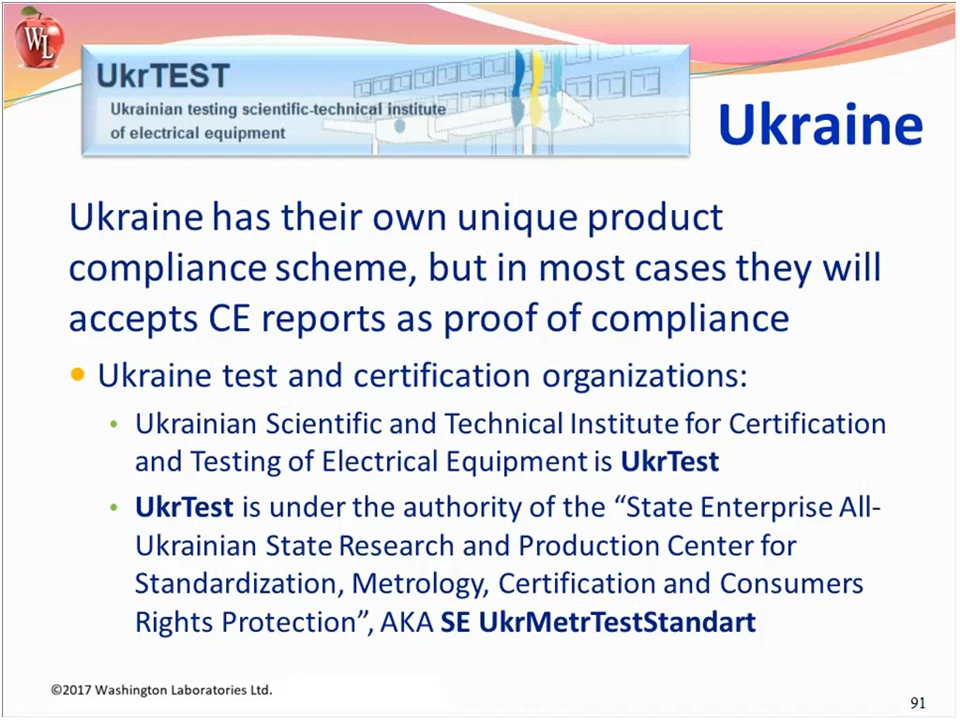 WL
UkrTEST
Ukrainian testing scientific-technical institute
of electrical equipment
Ukraine
Ukraine has their own unique product
compliance scheme, but in most cases they will
accepts CE reports as proof of compliance
• Ukraine test and certification organizations:
• Ukrainian Scientific and Technical Institute for Certification
and Testing of Electrical Equipment is UkrTest
• UkrTest is under the authority of the “State Enterprise All-
Ukrainian State Research and Production Center for
Standardization, Metrology, Certification and Consumers
Rights Protection”, AKA SE UkrMetrTestStandart
©2017 Washington Laboratories Ltd.
91